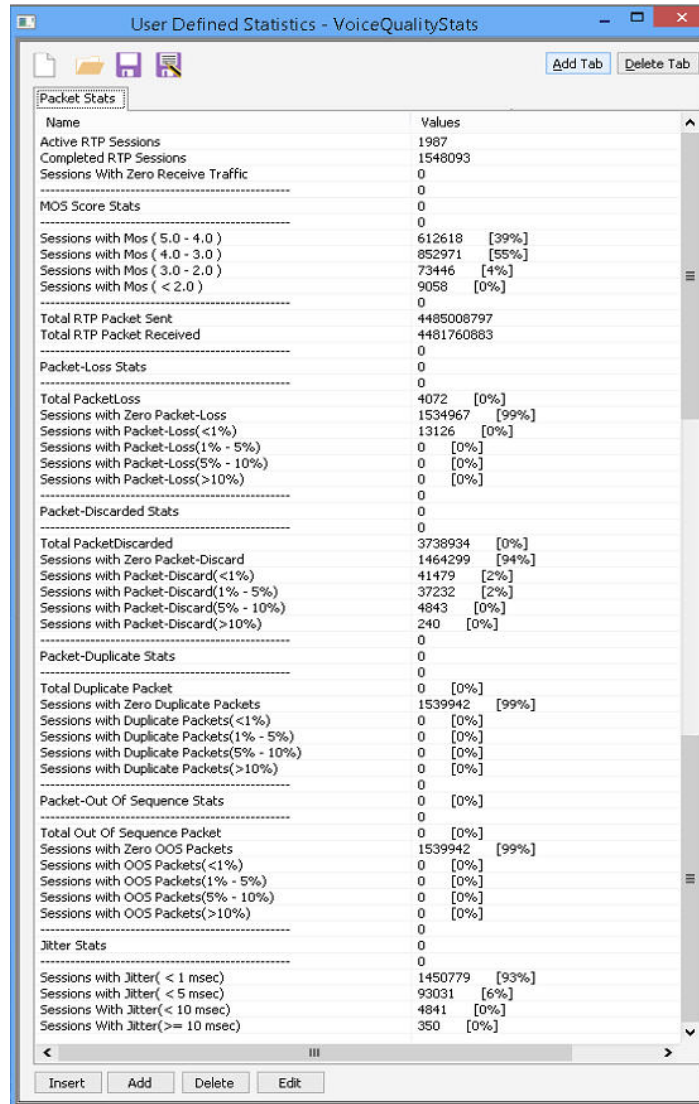 User Defined Statistics - VoiceQualityStats
Add Tab Delete Tab
Packet Stats
Name Values
Active RTP Sessions 1987
Completed RTP Sessions 1548093
Sessions With Zero Receive Traffic 0
---------------------------------------------------- 0
MOS Score Stats 0
---------------------------------------------------- 0
Sessions with Mos ( 5.0 - 4.0 ) 612618 [39%]
Sessions with Mos ( 4.0 - 3.0 ) 852971 [55%]
Sessions with Mos ( 3.0 - 2.0 ) 73446 [4%]
Sessions with Mos ( < 2.0 ) 9058 [0%]
---------------------------------------------------- 0
Total RTP Packet Sent 4485008797
Total RTP Packet Received 4481760883
---------------------------------------------------- 0
Packet-Loss Stats 0
---------------------------------------------------- 0
Total PacketLoss 4072 [0%]
Sessions with Zero Packet-Loss 1534967 [99%]
Sessions with Packet-Loss(<1%) 13126 [0%]
Sessions with Packet-Loss(1% - 5%) 0 [0%]
Sessions with Packet-Loss(5% - 10%) 0 [0%]
Sessions with Packet-Loss(>10%) 0 [0%]
---------------------------------------------------- 0
Packet-Discarded Stats 0
---------------------------------------------------- 0
Total PacketDiscarded 3738934 [0%]
Sessions with Zero Packet-Discard 1464299 [94%]
Sessions with Packet-Discard(<1%) 41479 [2%]
Sessions with Packet-Discard(1% - 5%) 37232 [2%]
Sessions with Packet-Discard(5% - 10%) 4843 [0%]
Sessions with Packet-Discard(>10%) 240 [0%]
---------------------------------------------------- 0
Packet-Duplicate Stats 0
---------------------------------------------------- 0
Total Duplicate Packet 0 [0%]
Sessions with Zero Duplicate Packets 1539942 [99%]
Sessions with Duplicate Packets(<1%) 0 [0%]
Sessions with Duplicate Packets(1% - 5%) 0 [0%]
Sessions with Duplicate Packets(5% - 10%) 0 [0%]
Sessions with Duplicate Packets(>10%) 0 [0%]
---------------------------------------------------- 0
Packet-Out Of Sequence Stats 0 [0%]
---------------------------------------------------- 0
Total Out Of Sequence Packet 0 [0%]
Sessions with Zero OOS Packets 1539942 [99%]
Sessions with OOS Packets(<1%) 0 [0%]
Sessions with OOS Packets(1% - 5%) 0 [0%]
Sessions with OOS Packets(5% - 10%) 0 [0%]
Sessions with OOS Packets(>10%) 0 [0%]
---------------------------------------------------- 0
Jitter Stats 0
---------------------------------------------------- 0
Sessions with Jitter( < 1 msec) 1450779 [93%]
Sessions with Jitter( < 5 msec) 93031 [6%]
Sessions With Jitter(< 10 msec) 4841 [0%]
Sessions With Jitter(>= 10 msec) 350 [0%]
Insert Add Delete Edit